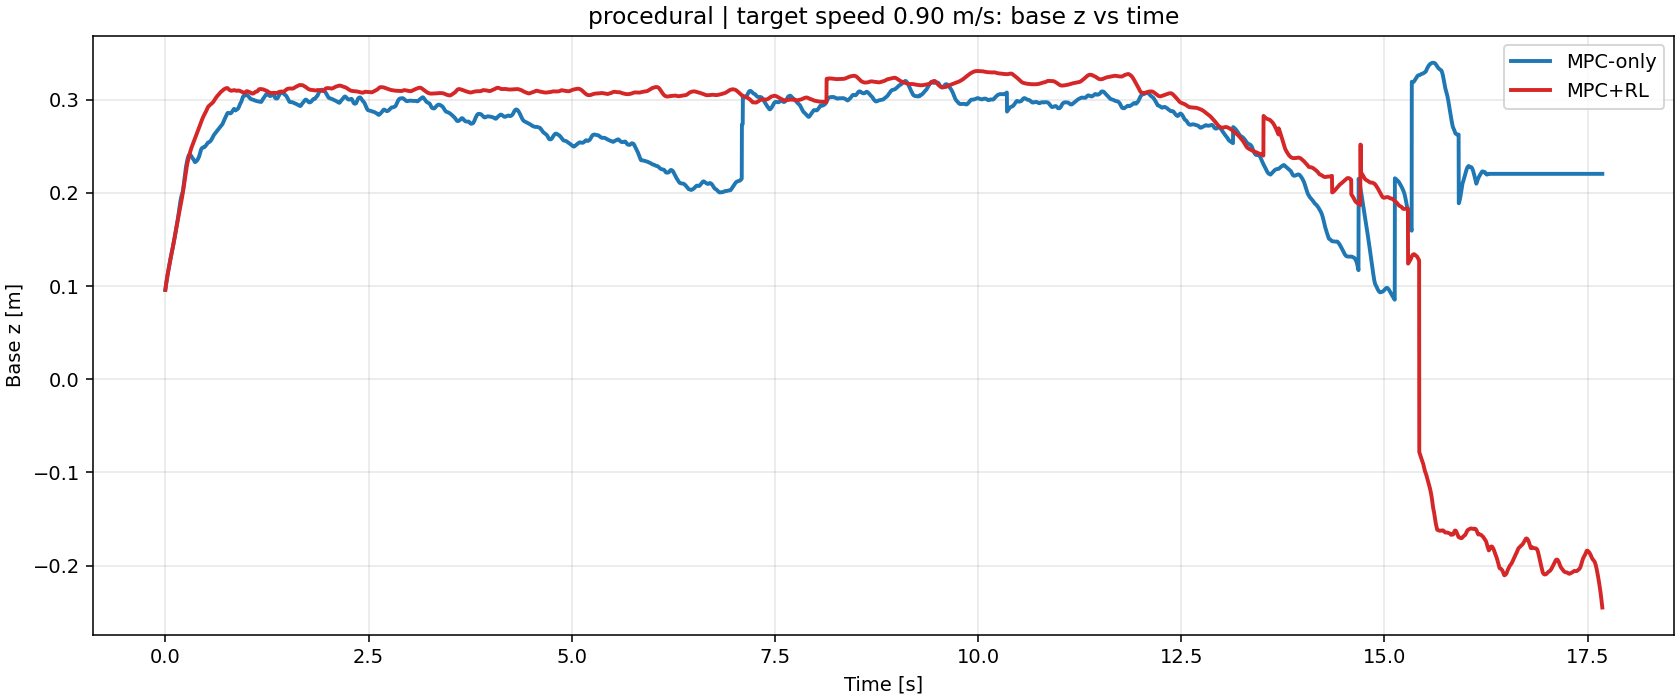 procedural | target speed 0.90 m/s: base z vs time
MPC-only
MPC+RL
Base z [m]
0.3
0.2
0.1
0.0
−0.1
−0.2
0.0 2.5 5.0 7.5 10.0 12.5 15.0 17.5
Time [s]